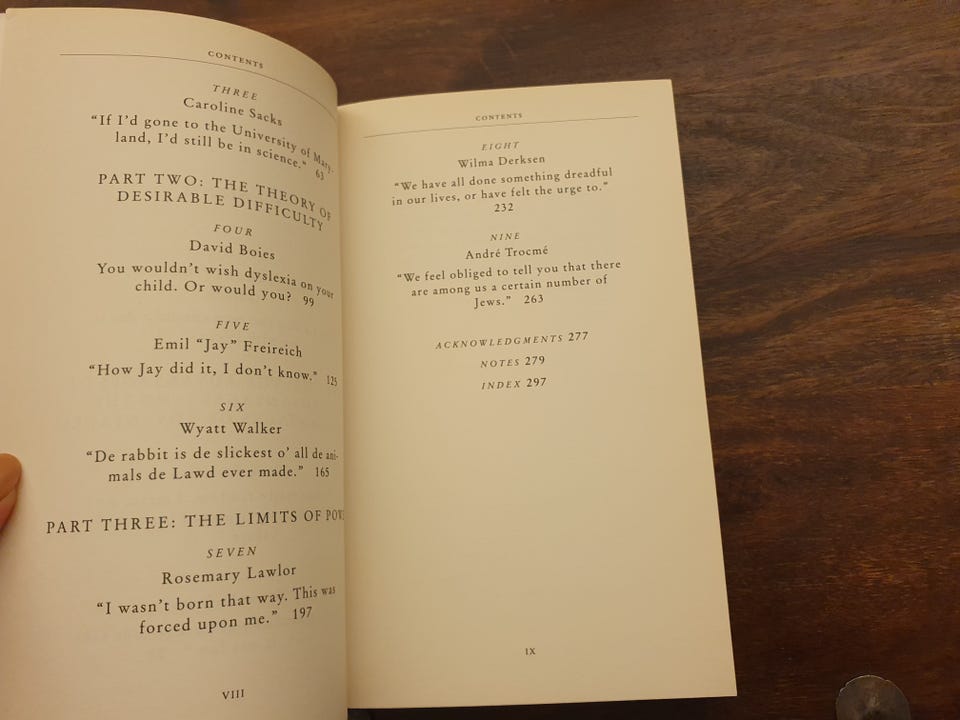 CONTENTS
THREE
Caroline Sacks
“If I’d gone to the University of Mary-
land, I’d still be in science.” 63
PART TWO: THE THEORY OF
DESIRABLE DIFFICULTY
FOUR
David Boies
You wouldn’t wish dyslexia on your
child. Or would you? 99
FIVE
Emil “Jay” Freireich
“How Jay did it, I don’t know.” 125
SIX
Wyatt Walker
“De rabbit is de slickest o’ all de ani-
mals de Lawd ever made.” 165
PART THREE: THE LIMITS OF POW
SEVEN
Rosemary Lawlor
“I wasn’t born that way. This was
forced upon me.” 197
VIII
CONTENTS
EIGHT
Wilma Derksen
“We have all done something dreadful
in our lives, or have felt the urge to.”
232
NINE
André Trocmé
“We feel obliged to tell you that there
are among us a certain number of
Jews.” 263
ACKNOWLEDGMENTS 277
NOTES 279
INDEX 297
IX